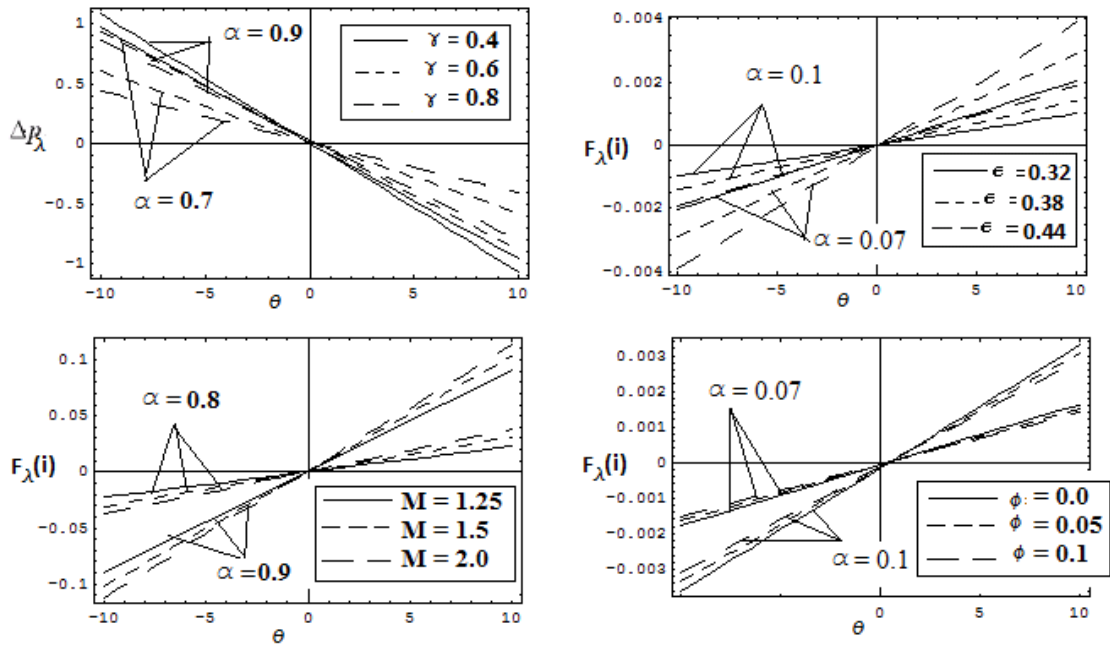 1
0.5
0
-0.5
-1
Δp λ
α = 0.9
α = 0.7
γ = 0.4
γ = 0.6
γ = 0.8
-10 -5 0 5 10
θ
0.004
0.002
0
-0.002
-0.004
F λ (i)
α = 0.1
α = 0.07
ϵ = 0.32
ϵ = 0.38
ϵ = 0.44
-10 -5 0 5 10
θ
0.1
0.05
0
-0.05
-0.1
F λ (i)
α = 0.8
α = 0.9
M = 1.25
M = 1.5
M = 2.0
-10 -5 0 5 10
θ
0.003
0.002
0.001
0
-0.001
-0.002
-0.003
F λ (i)
α = 0.07
α = 0.1
ϕ : = 0.0
ϕ = 0.05
ϕ = 0.1
0 5 10
θ